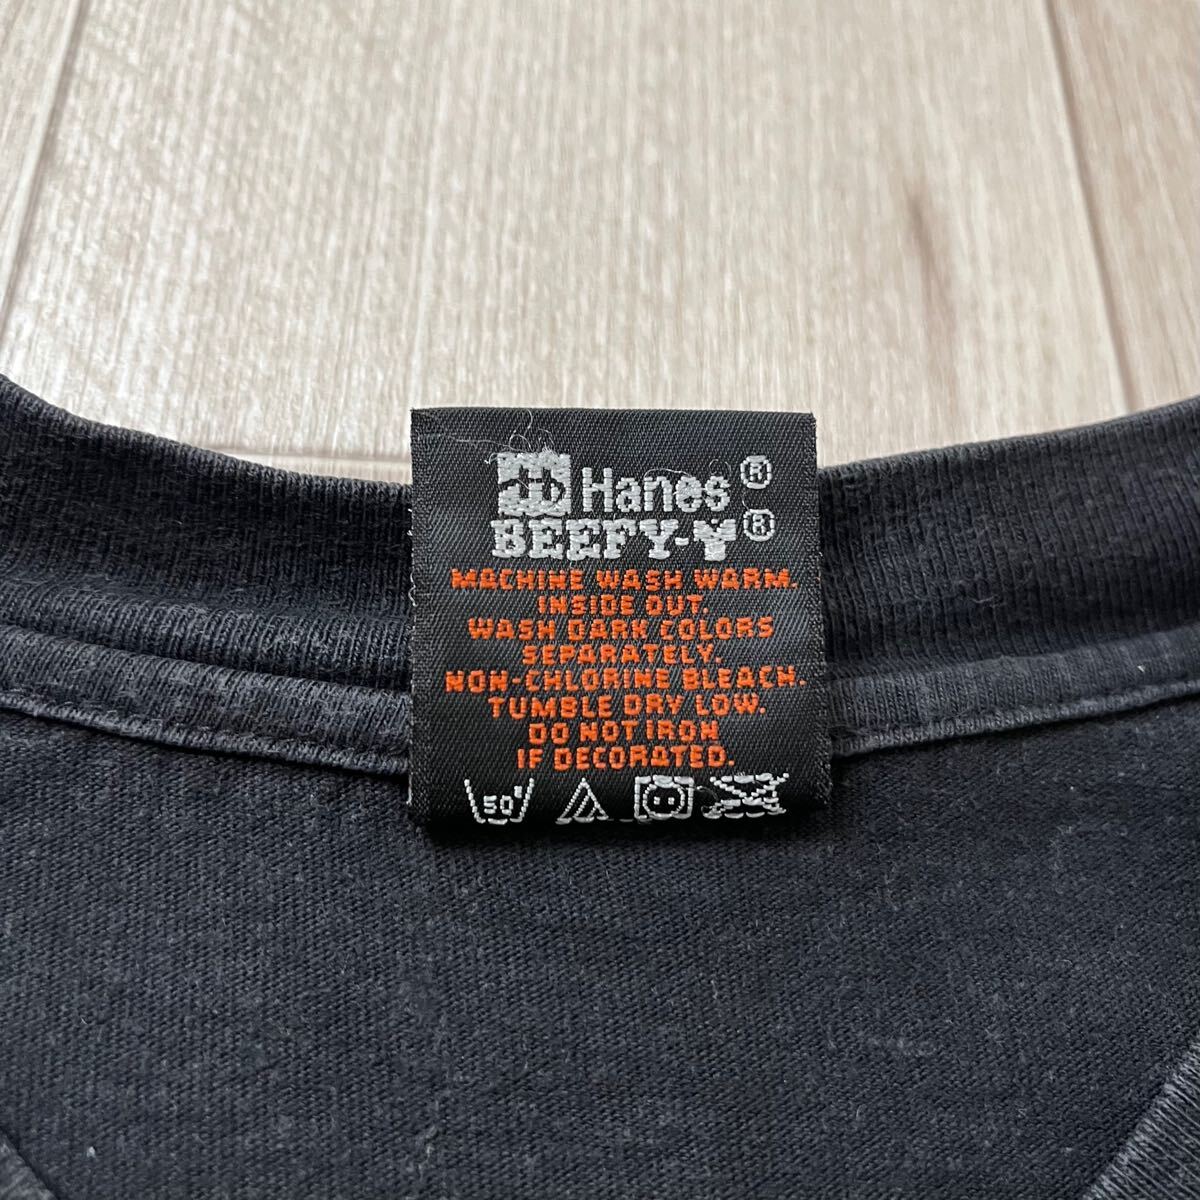 Hanes®
BEEFY-T®
MACHINE WASH WARM.
INSIDE OUT.
WASH DARK COLORS
SEPARATELY.
NON-CHLORINE BLEACH.
TUMBLE DRY LOW.
DO NOT IRON
IF DECORATED.
50°